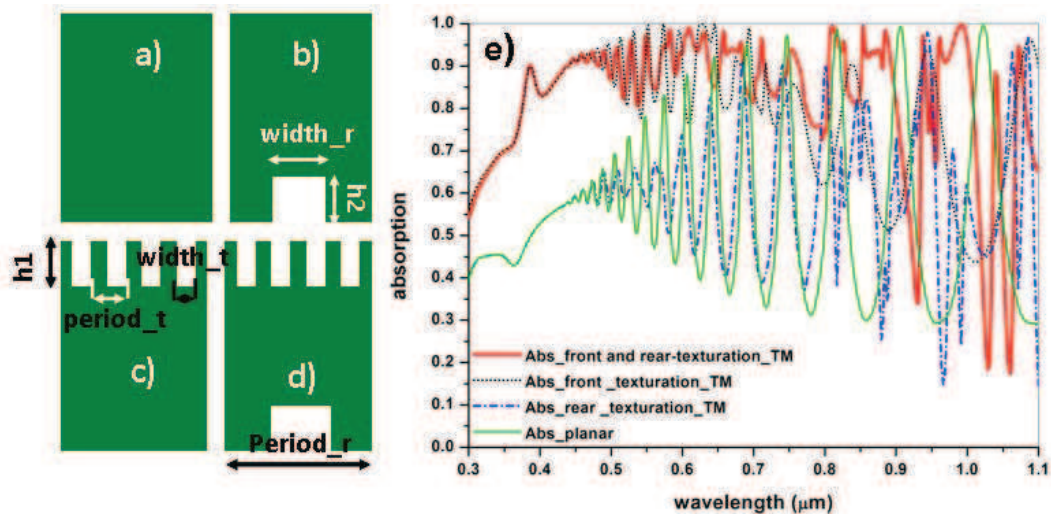 a)
b)
width_r
h2
h1
width_t
period_t
c)
d)
Period_r
e)
absorption
1.0
0.9
0.8
0.7
0.6
0.5
0.4
0.3
0.2
0.1
0.0
Abs_front and rear-texturation_TM
Abs_front _texturation_TM
Abs_rear _texturation_TM
Abs_planar
0.3 0.4 0.5 0.6 0.7 0.8 0.9 1.0 1.1
wavelength (µm)